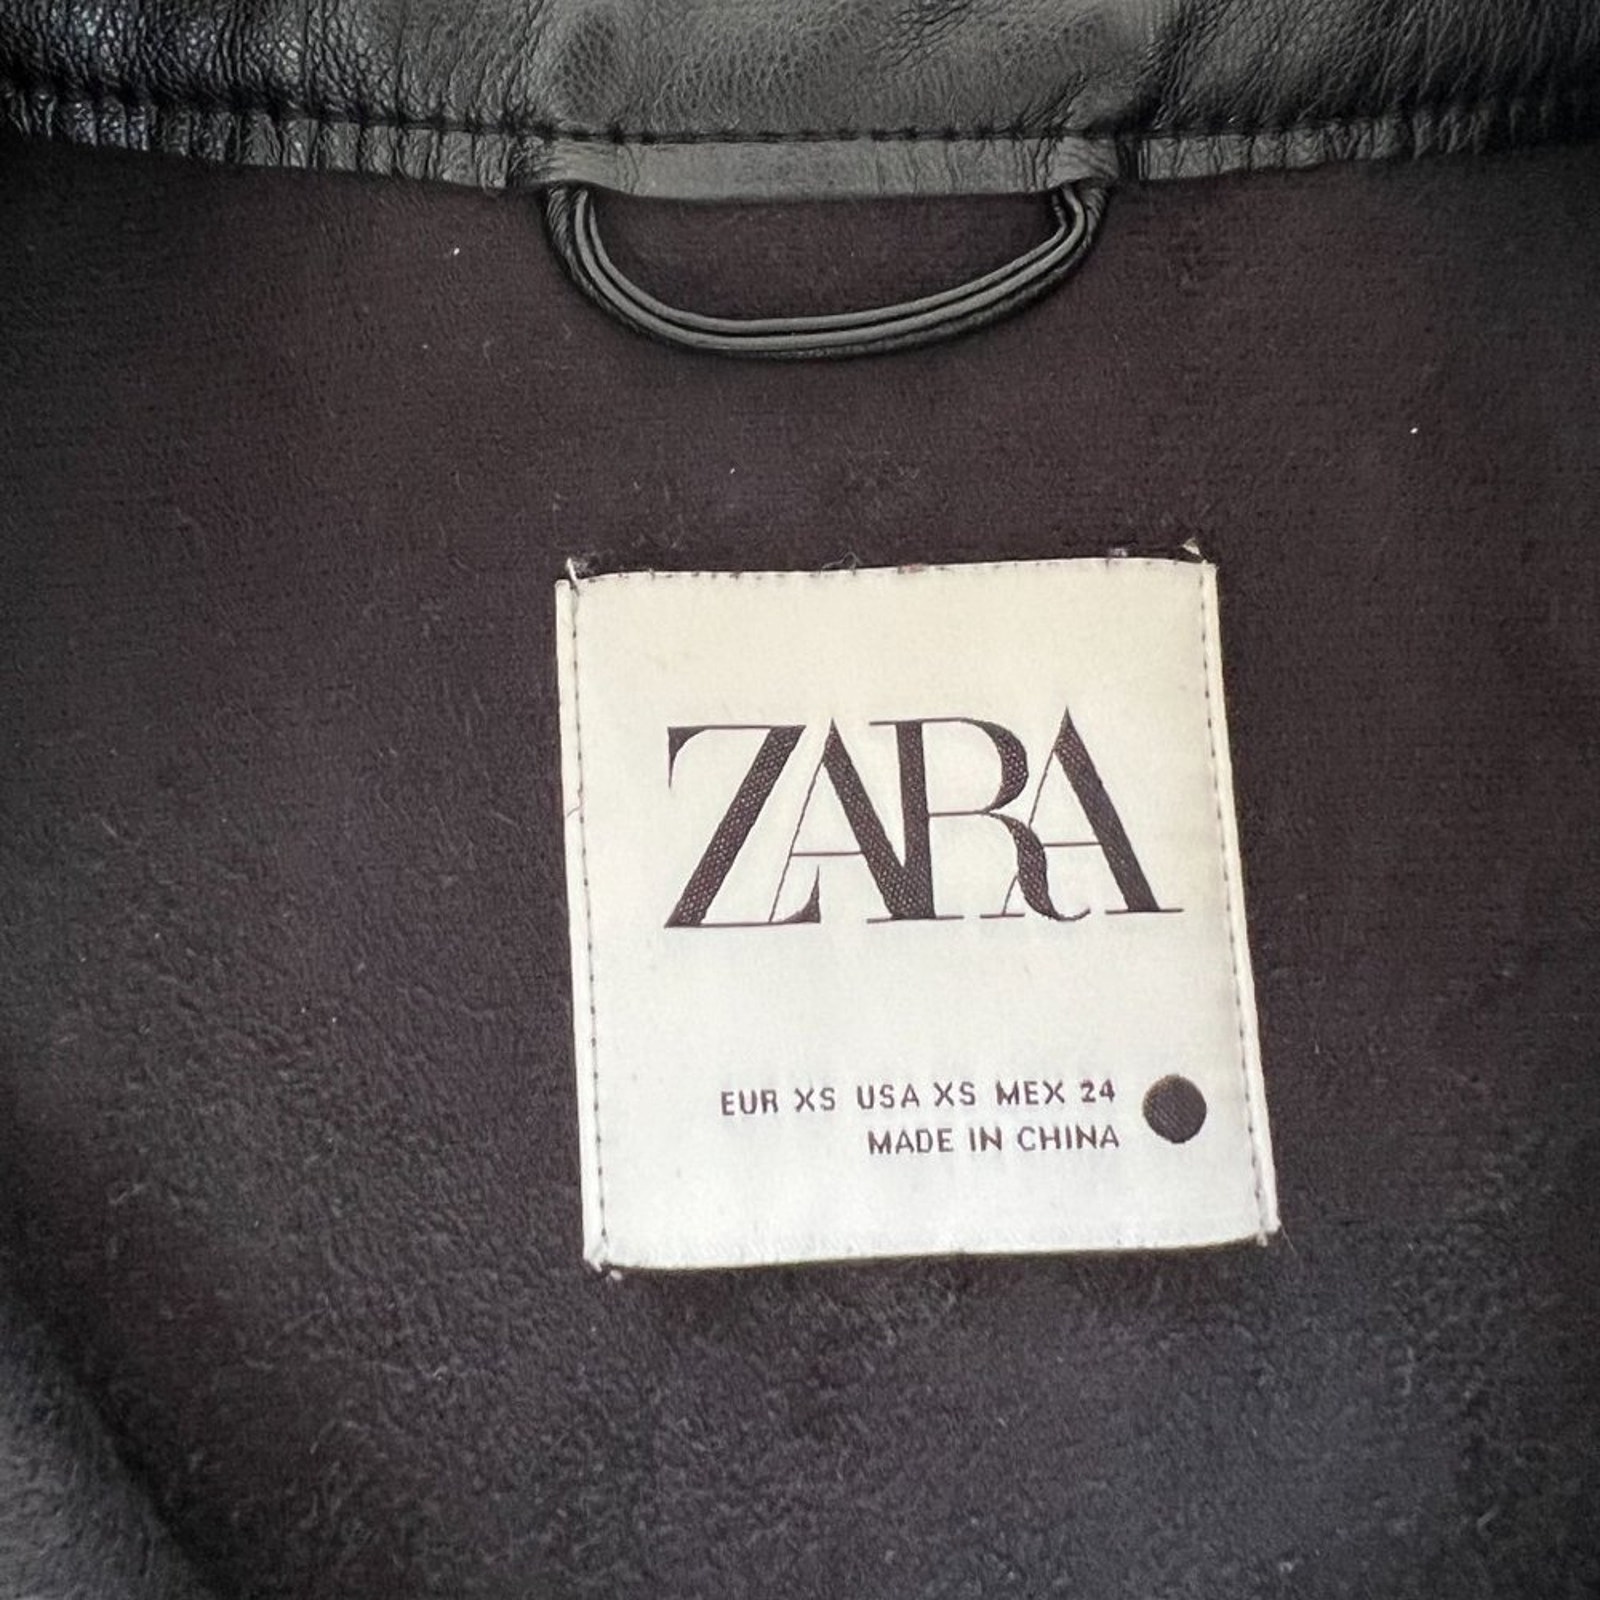 ZARA
EUR XS USA XS MEX 24
MADE IN CHINA